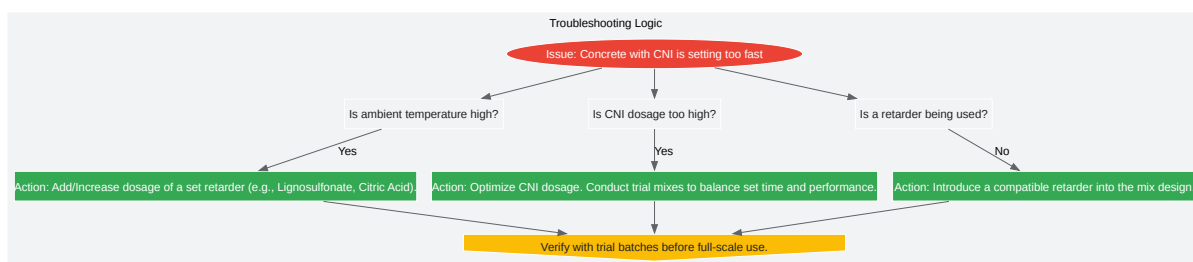 Troubleshooting Logic
Issue: Concrete with CNI is setting too fast
Is ambient temperature high?
Is CNI dosage too high?
Is a retarder being used?
Yes
Yes
No
Action: Add/Increase dosage of a set retarder (e.g., Lignosulfonate, Citric Acid).
Action: Optimize CNI dosage. Conduct trial mixes to balance set time and performance.
Action: Introduce a compatible retarder into the mix design
Verify with trial batches before full-scale use.